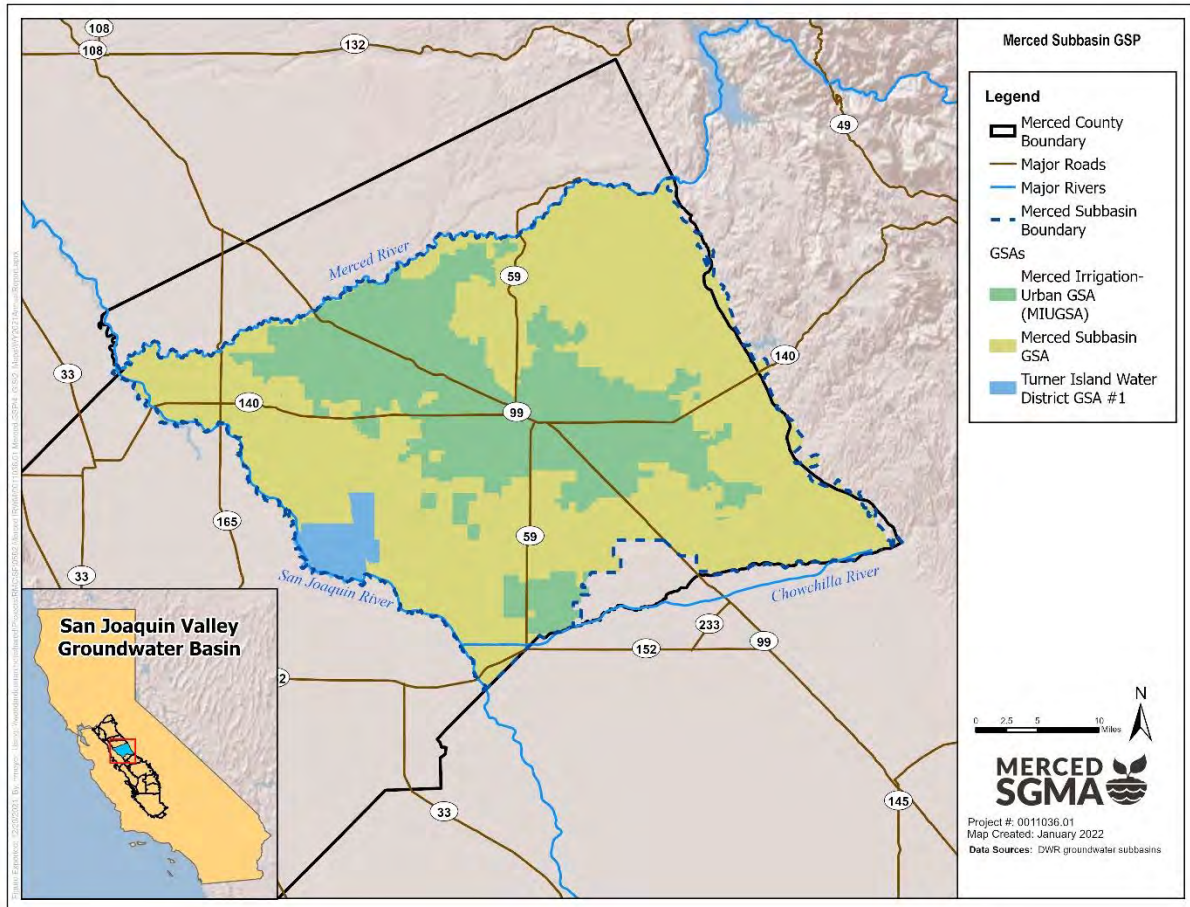 108
108
132
49
Merced River
59
140
33
140
99
165
59
33
San Joaquin River
Chowchilla River
233
152
99
2
33
145
San Joaquin Valley
Groundwater Basin
Merced Subbasin GSP
Legend
Merced County
Boundary
Major Roads
Major Rivers
Merced Subbasin
Boundary
GSAs
Merced Irrigation-
Urban GSA
(MIUGSA)
Merced Subbasin
GSA
Turner Island Water
District GSA #1
N
0 2.5 5 10
Miles
MERCED
SGMA
Project #: 0011036.01
Map Created: January 2022
Data Sources: DWR groundwater subbasins